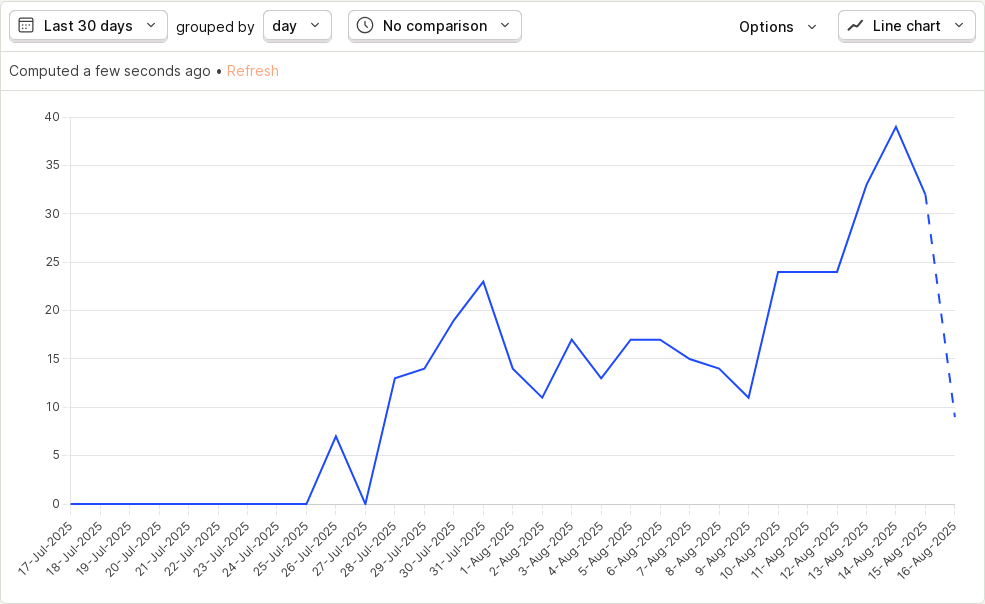 Last 30 days grouped by day No comparison Options Line chart
Computed a few seconds ago • Refresh
40
35
30
25
20
15
10
5
0
17-Jul-2025
18-Jul-2025
19-Jul-2025
20-Jul-2025
21-Jul-2025
22-Jul-2025
23-Jul-2025
24-Jul-2025
25-Jul-2025
26-Jul-2025
27-Jul-2025
28-Jul-2025
29-Jul-2025
30-Jul-2025
31-Jul-2025
1-Aug-2025
2-Aug-2025
3-Aug-2025
4-Aug-2025
5-Aug-2025
6-Aug-2025
7-Aug-2025
8-Aug-2025
9-Aug-2025
10-Aug-2025
11-Aug-2025
12-Aug-2025
13-Aug-2025
14-Aug-2025
15-Aug-2025
16-Aug-2025